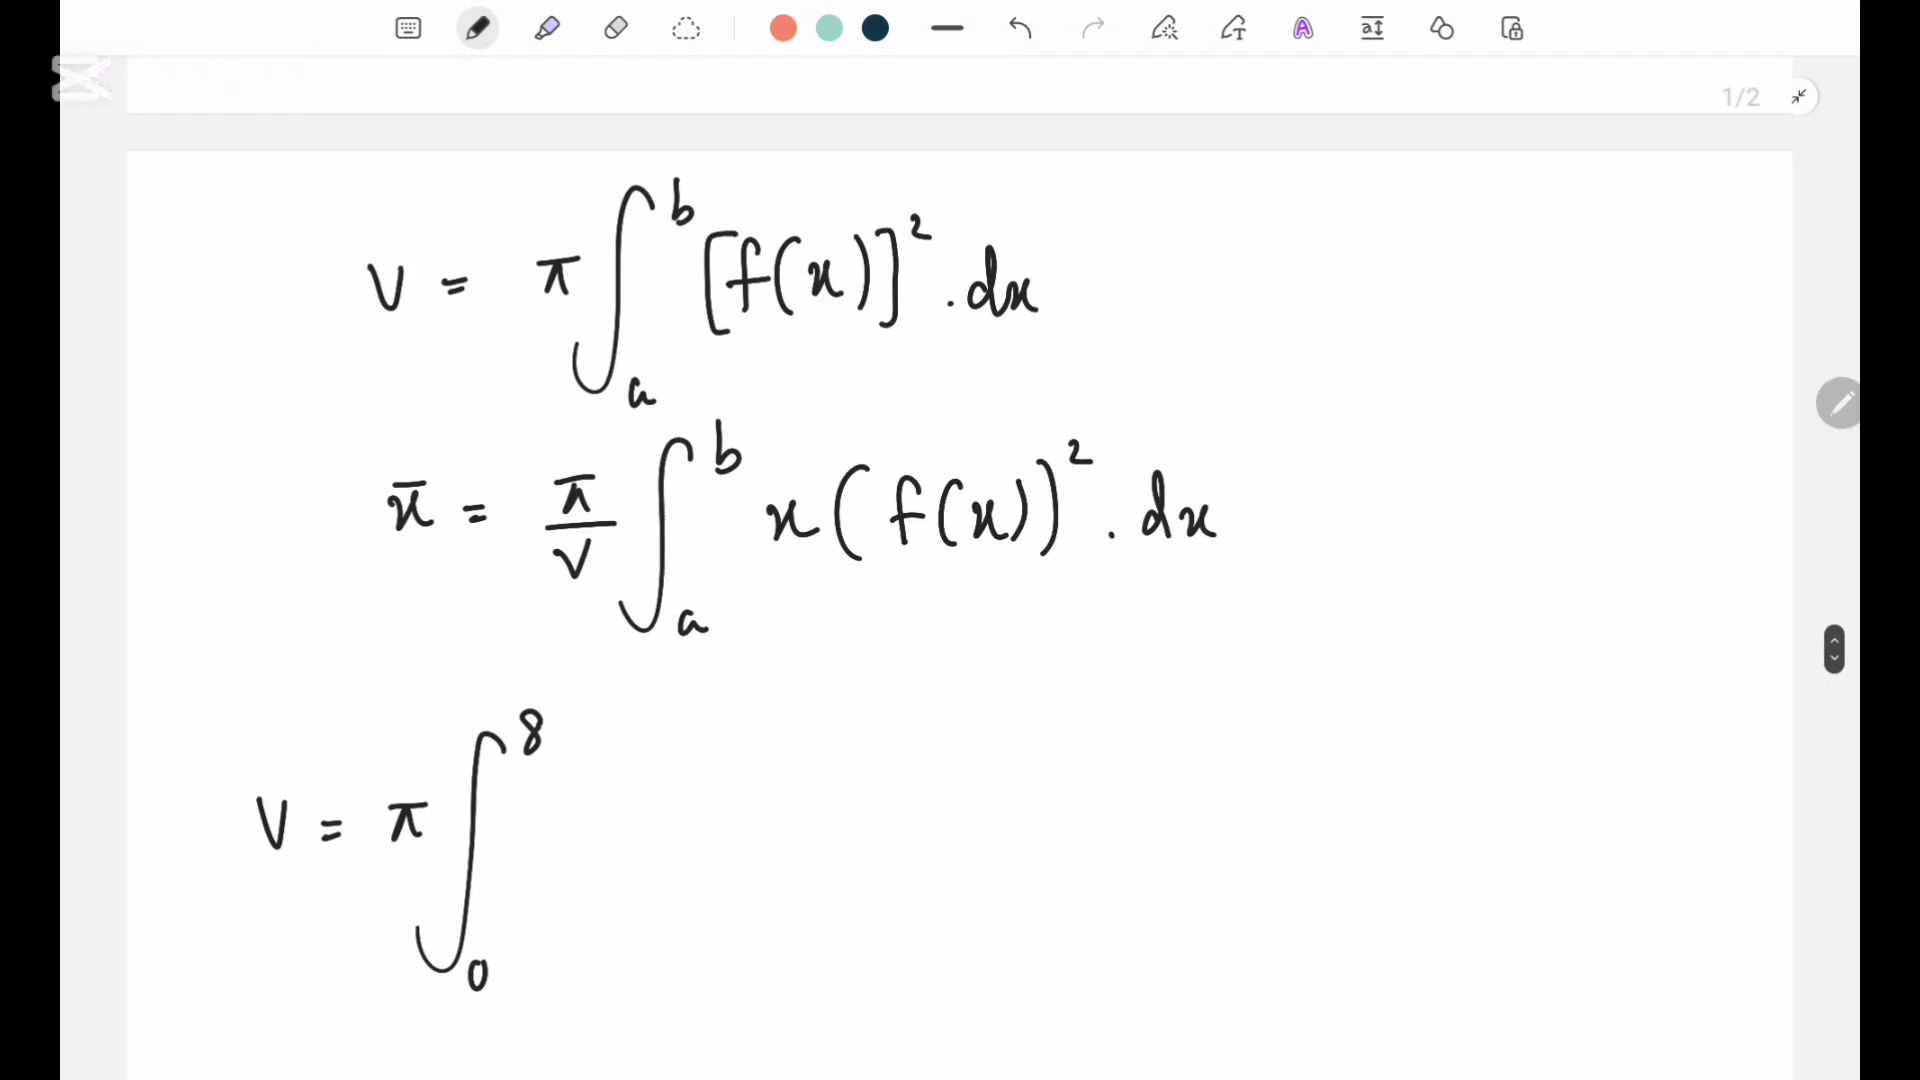 1/2
V = π ∫_a^b [f(x)]² . dx
x̄ = π/V ∫_a^b x(f(x))² . dx
V = π ∫_0^8